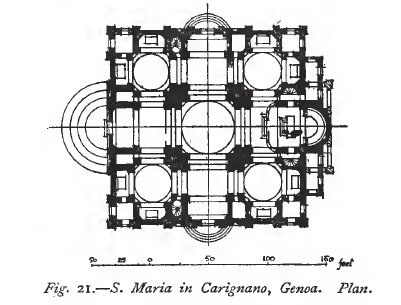 50 25 0 50 100 150 feet
Fig. 21.—S. Maria in Carignano, Genoa. Plan.